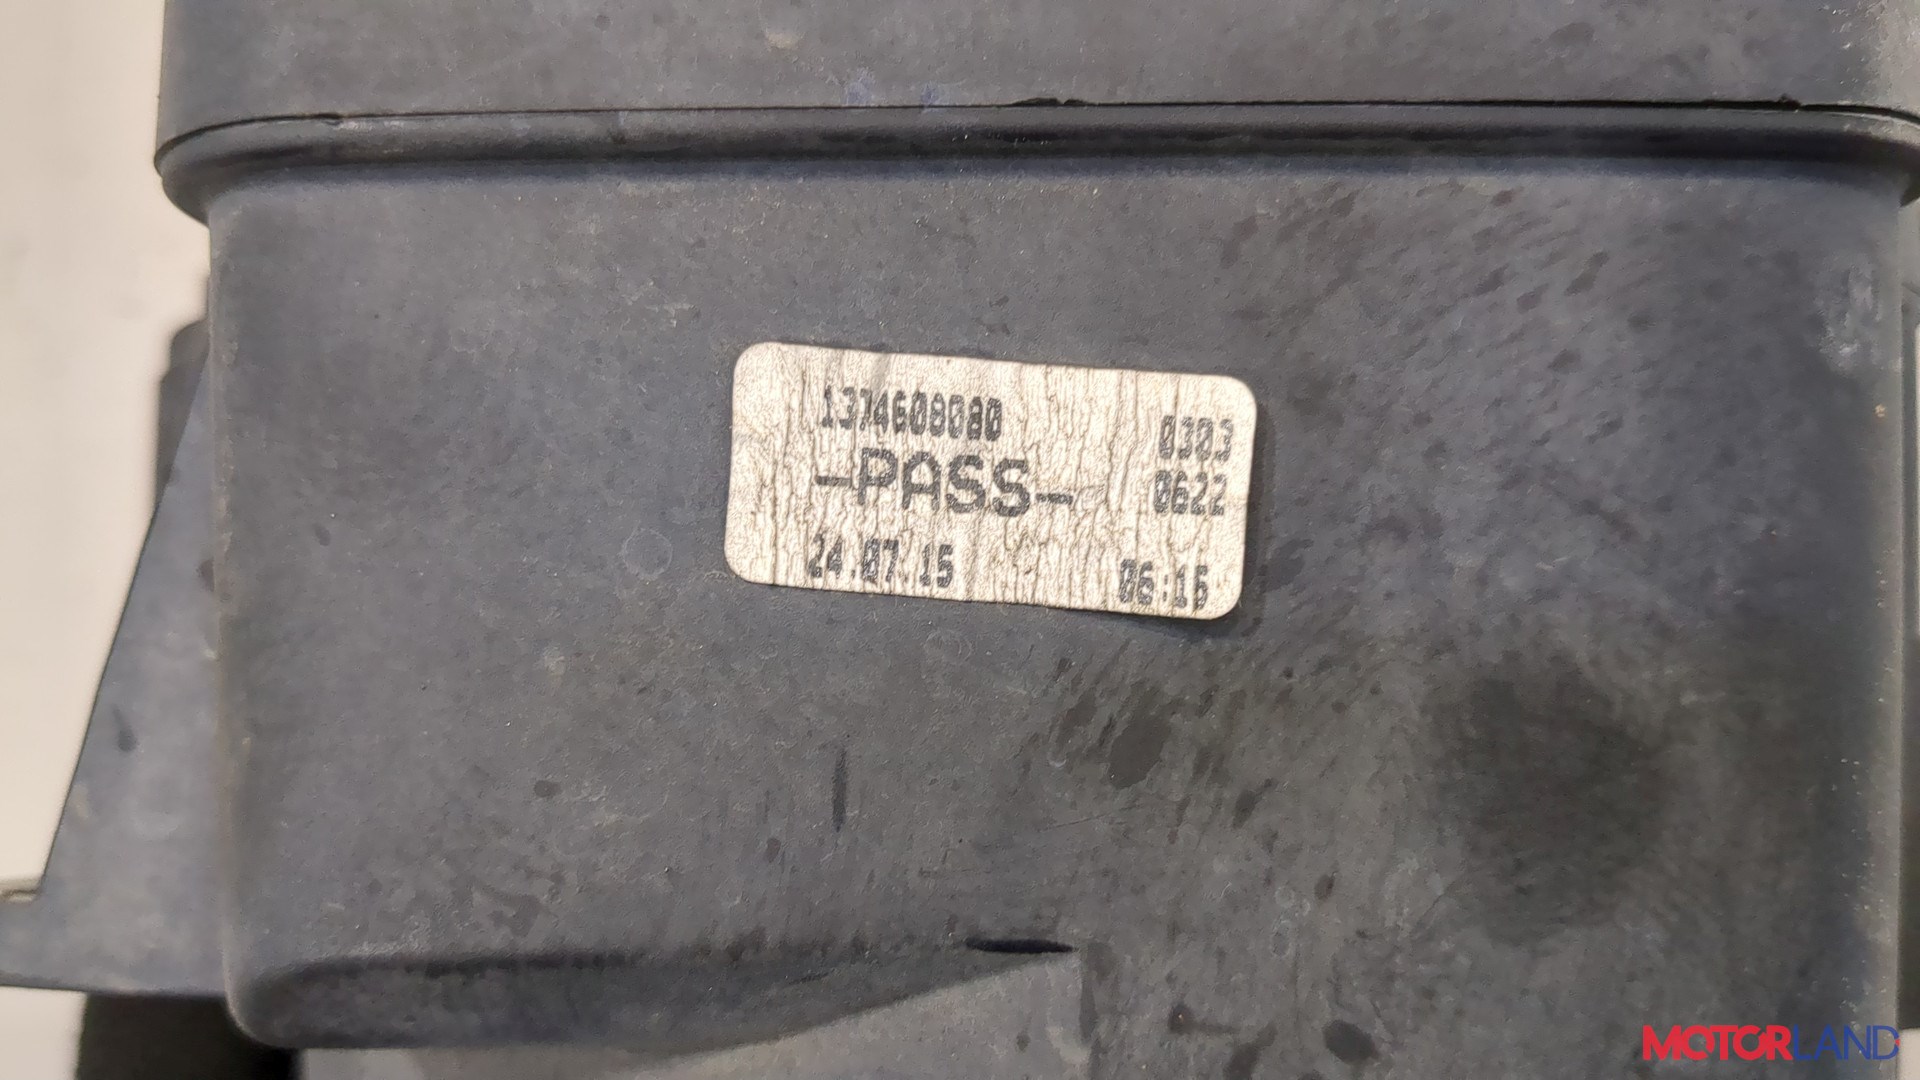 1374608080 0303
-PASS- 0622
24.07.15 06:16
MOTORLAND